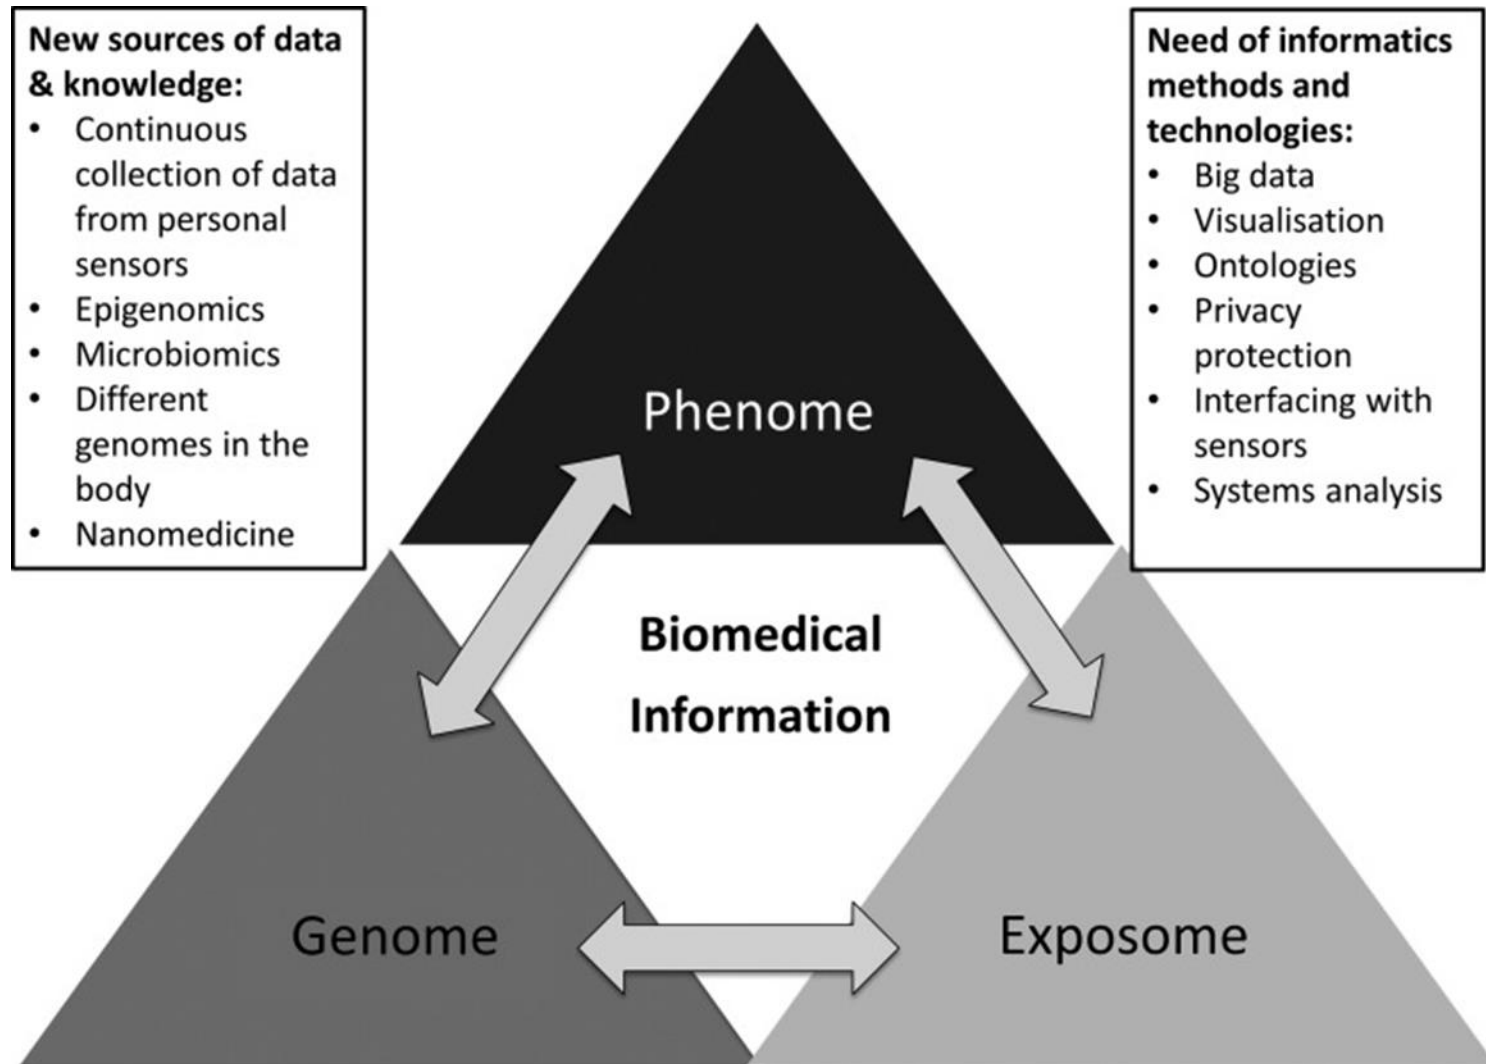 New sources of data
& knowledge:
• Continuous
collection of data
from personal
sensors
• Epigenomics
• Microbiomics
• Different
genomes in the
body
• Nanomedicine
Need of informatics
methods and
technologies:
• Big data
• Visualisation
• Ontologies
• Privacy
protection
• Interfacing with
sensors
• Systems analysis
Phenome
Biomedical
Information
Genome
Exposome